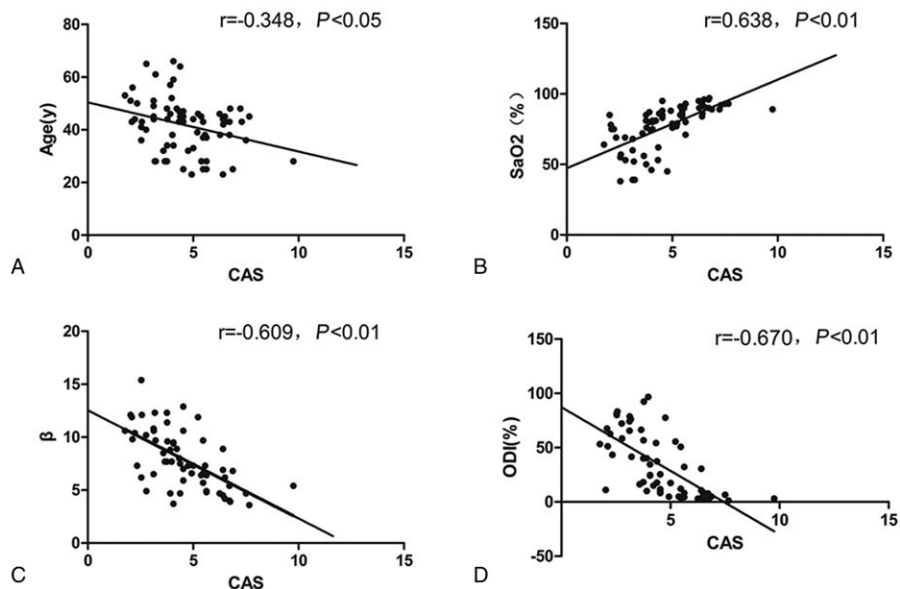 r=-0.348, P<0.05
80
60
40
20
0
Age(y)
0 5 10 15
CAS
A
r=0.638, P<0.01
150
100
50
0
SaO2 (%)
0 5 10 15
CAS
B
r=-0.609, P<0.01
20
15
10
5
0
β
0 5 10 15
CAS
C
r=-0.670, P<0.01
150
100
50
0
-50
ODI(%)
5 10 15
CAS
D